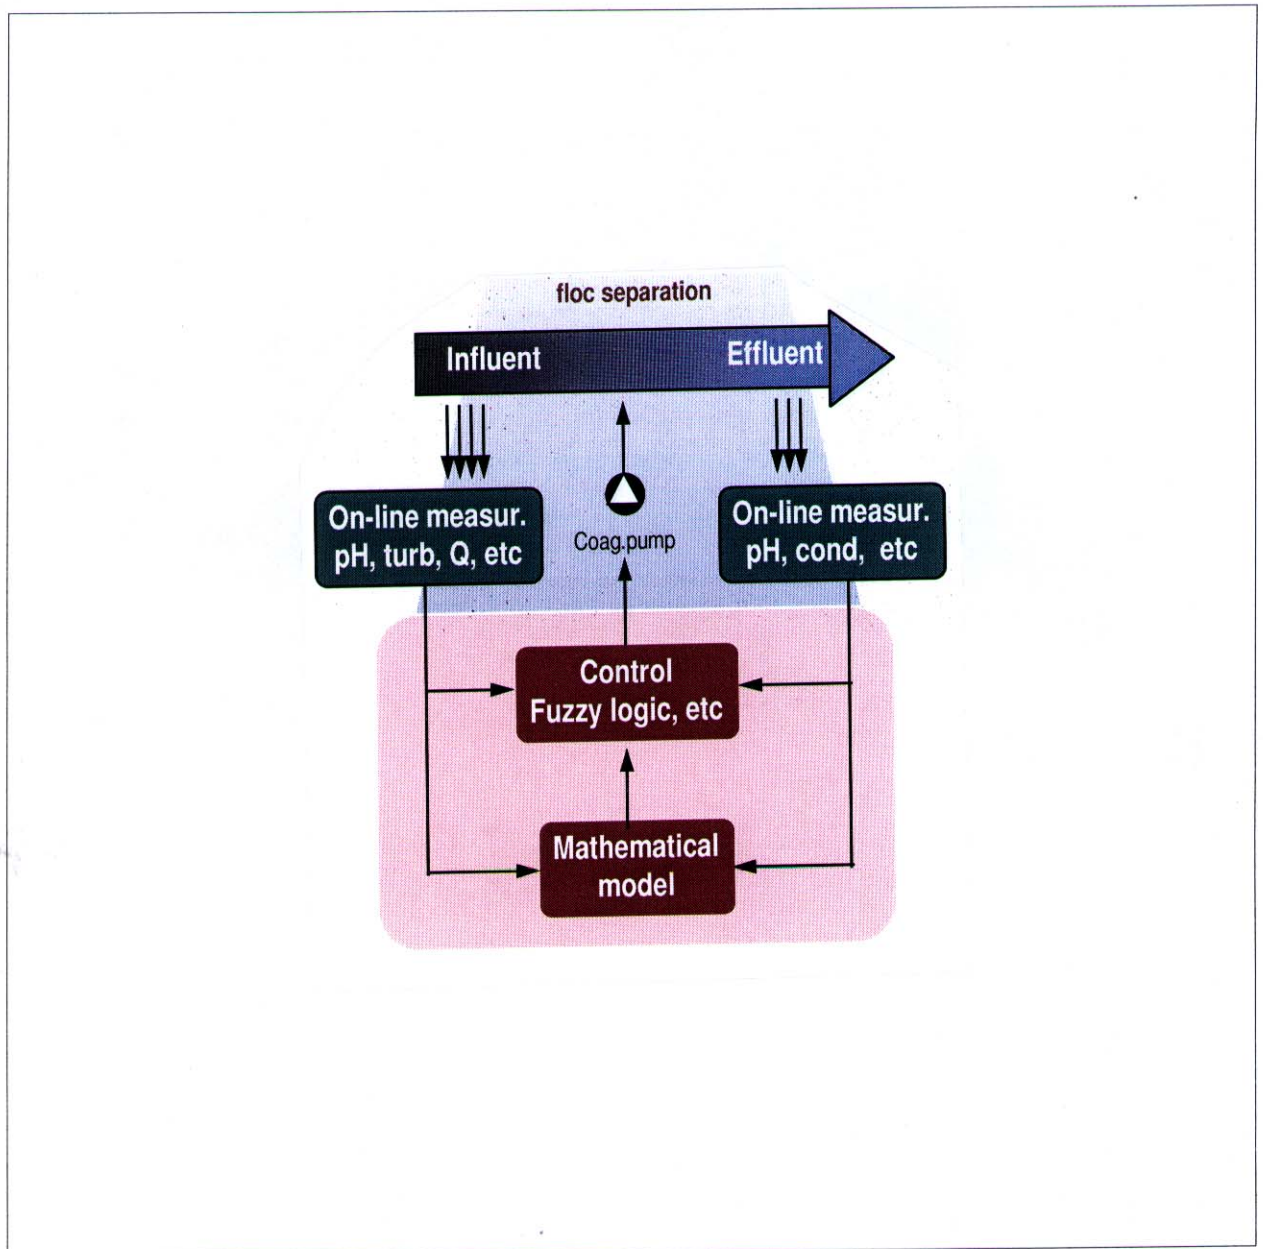 floc separation
Influent
Effluent
On-line measur.
pH, turb, Q, etc
Coag.pump
On-line measur.
pH, cond, etc
Control
Fuzzy logic, etc
Mathematical
model